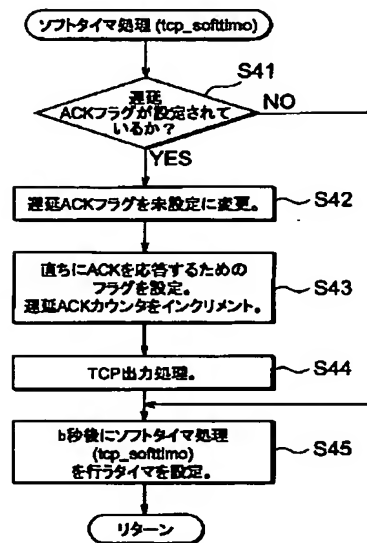 ソフトタイマ処理 (tcp_softtimo)
S41
遅延
ACKフラグが設定されて
いるか?
NO
YES
遅延ACKフラグを未設定に変更。
S42
直ちにACKを応答するための
フラグを設定。
遅延ACKカウンタをインクリメント。
S43
TCP出力処理。
S44
b秒後にソフトタイマ処理
(tcp_softtimo)
を行うタイマを設定。
S45
リターン